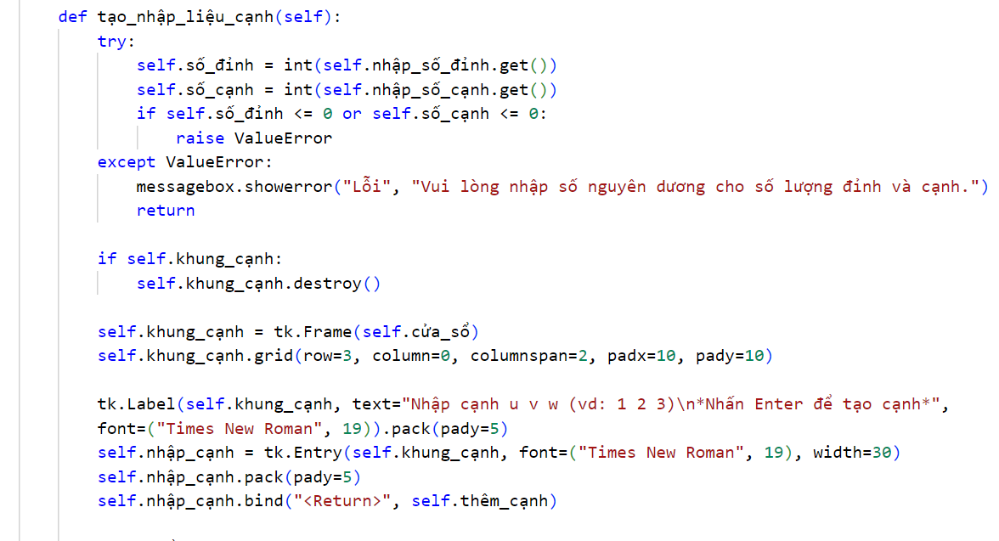 def tạo_nhập_liệu_cạnh(self):
try:
self.số_đỉnh = int(self.nhập_số_đỉnh.get())
self.số_cạnh = int(self.nhập_số_cạnh.get())
if self.số_đỉnh <= 0 or self.số_cạnh <= 0:
raise ValueError
except ValueError:
messagebox.showerror("Lỗi", "Vui lòng nhập số nguyên dương cho số lượng đỉnh và cạnh.")
return
if self.khung_cạnh:
self.khung_cạnh.destroy()
self.khung_cạnh = tk.Frame(self.cửa_sổ)
self.khung_cạnh.grid(row=3, column=0, columnspan=2, padx=10, pady=10)
tk.Label(self.khung_cạnh, text="Nhập cạnh u v w (vd: 1 2 3)\n*Nhấn Enter để tạo cạnh*",
font=("Times New Roman", 19)).pack(pady=5)
self.nhập_cạnh = tk.Entry(self.khung_cạnh, font=("Times New Roman", 19), width=30)
self.nhập_cạnh.pack(pady=5)
self.nhập_cạnh.bind("<Return>", self.thêm_cạnh)